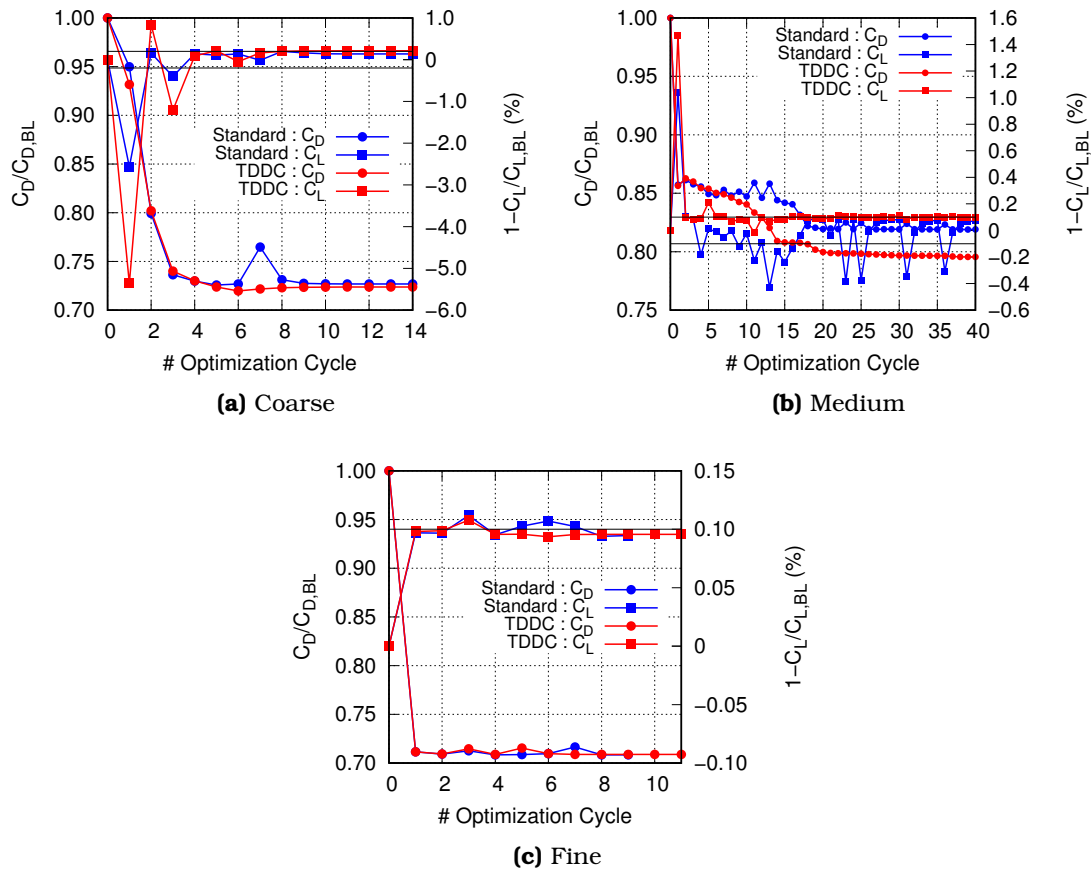 1.00
0.95
0.90
0.85
0.80
0.75
0.70
C_D/C_D,BL
1.0
0
−1.0
−2.0
−3.0
−4.0
−5.0
−6.0
1−C_L/C_L,BL (%)
Standard : C_D
Standard : C_L
TDDC : C_D
TDDC : C_L
0 2 4 6 8 10 12 14
# Optimization Cycle
(a) Coarse
1.00
0.95
0.90
0.85
0.80
0.75
C_D/C_D,BL
1.6
1.4
1.2
1.0
0.8
0.6
0.4
0.2
0
−0.2
−0.4
−0.6
1−C_L/C_L,BL (%)
Standard : C_D
Standard : C_L
TDDC : C_D
TDDC : C_L
0 5 10 15 20 25 30 35 40
# Optimization Cycle
(b) Medium
1.00
0.95
0.90
0.85
0.80
0.75
0.70
C_D/C_D,BL
0.15
0.10
0.05
0
−0.05
−0.10
1−C_L/C_L,BL (%)
Standard : C_D
Standard : C_L
TDDC : C_D
TDDC : C_L
0 2 4 6 8 10
# Optimization Cycle
(c) Fine